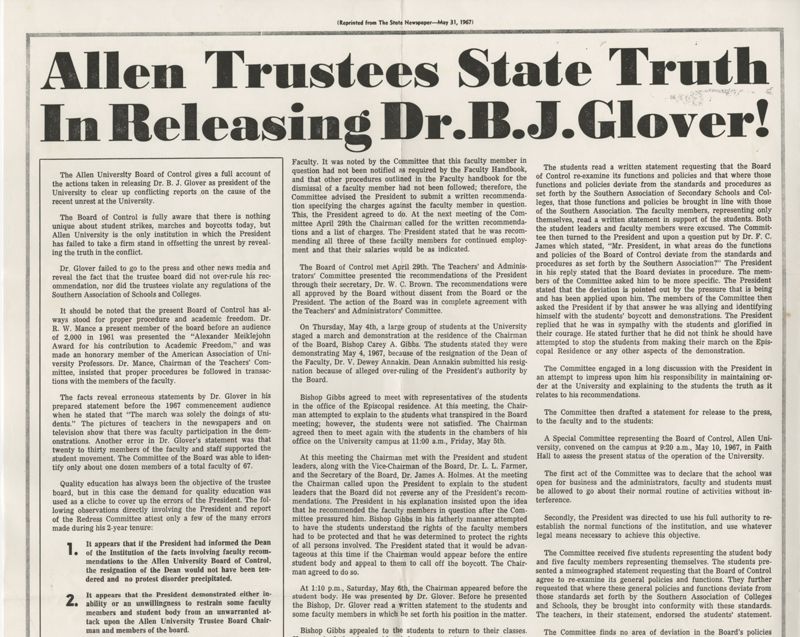 (Reprinted from The State Newspaper—May 31, 1967)
Allen Trustees State Truth
In Releasing Dr. B. J. Glover!
The Allen University Board of Control gives a full account of
the actions taken in releasing Dr. B. J. Glover as president of the
University to clear up conflicting reports on the cause of the
recent unrest at the University.
The Board of Control is fully aware that there is nothing
unique about student strikes, marches and boycotts today, but
Allen University is the only institution in which the President
has failed to take a firm stand in offsetting the unrest by reveal-
ing the truth in the conflict.
Dr. Glover failed to go to the press and other news media and
reveal the fact that the trustee board did not over-rule his rec-
ommendation, nor did the trustees violate any regulations of the
Southern Association of Schools and Colleges.
It should be noted that the present Board of Control has al-
ways stood for proper procedure and academic freedom. Dr.
R. W. Mance a present member of the board before an audience
of 2,000 in 1961 was presented the "Alexander Meiklejohn
Award for his contribution to Academic Freedom," and was
made an honorary member of the American Association of Uni-
versity Professors. Dr. Mance, Chairman of the Teachers' Com-
mittee, insisted that proper procedures be followed in transac-
tions with the members of the faculty.
The facts reveal erroneous statements by Dr. Glover in his
prepared statement before the 1967 commencement audience
when he stated that "The march was solely the doings of stu-
dents." The pictures of teachers in the newspapers and on
television show that there was faculty participation in the dem-
onstrations. Another error in Dr. Glover's statement was that
twenty to thirty members of the faculty and staff supported the
student movement. The Committee of the Board was able to iden-
tify only about one dozen members of a total faculty of 67.
Quality education has always been the objective of the trustee
board, but in this case the demand for quality education was
used as a cliche to cover up the errors of the President. The fol-
lowing observations directly involving the President and report
of the Redress Committee attest only a few of the many errors
made during his 2-year tenure:
1. It appears that if the President had informed the Dean
of the Institution of the facts involving faculty recom-
mendations to the Allen University Board of Control,
the resignation of the Dean would not have been ten-
dered and no protest disorder precipitated.
2. It appears that the President demonstrated either in-
ability or an unwillingness to restrain some faculty
members and student body from an unwarranted at-
tack upon the Allen University Trustee Board Chair-
man and members of the board.
Faculty. It was noted by the Committee that this faculty member in
question had not been notified as required by the Faculty Handbook,
and that other procedures outlined in the Faculty handbook for the
dismissal of a faculty member had not been followed; therefore, the
Committee advised the President to submit a written recommenda-
tion specifying the charges against the faculty member in question.
This, the President agreed to do. At the next meeting of the Com-
mittee April 29th the Chairman called for the written recommenda-
tions and a list of charges. The President stated that he was recom-
mending all three of these faculty members for continued employ-
ment and that their salaries would be as indicated.
The Board of Control met April 29th. The Teachers' and Adminis-
trators' Committee presented the recommendations of the President
through their secretary, Dr. W. C. Brown. The recommendations were
all approved by the Board without dissent from the Board or the
President. The action of the Board was in complete agreement with
the Teachers' and Administrators' Committee.
On Thursday, May 4th, a large group of students at the University
staged a march and demonstration at the residence of the Chairman
of the Board, Bishop Carey A. Gibbs. The students stated they were
demonstrating May 4, 1967, because of the resignation of the Dean of
the Faculty, Dr. V. Dewey Annakin. Dean Annakin submitted his resig-
nation because of alleged over-ruling of the President's authority by
the Board.
Bishop Gibbs agreed to meet with representatives of the students
in the office of the Episcopal residence. At this meeting, the Chair-
man attempted to explain to the students what transpired in the Board
meeting; however, the students were not satisfied. The Chairman
agreed then to meet again with the students in the chambers of his
office on the University campus at 11:00 a.m., Friday, May 5th.
At this meeting the Chairman met with the President and student
leaders, along with the Vice-Chairman of the Board, Dr. L. L. Farmer,
and the Secretary of the Board, Dr. James A. Holmes. At the meeting
the Chairman called upon the President to explain to the student
leaders that the Board did not reverse any of the President's recom-
mendations. The President in his explanation insisted upon the idea
that he recommended the faculty members in question after the Com-
mittee pressured him. Bishop Gibbs in his fatherly manner attempted
to have the students understand the rights of the faculty members
had to be protected and that he was determined to protect the rights
of all persons involved. The President stated that it would be advan-
tageous at this time if the Chairman would appear before the entire
student body and appeal to them to call off the boycott. The Chair-
man agreed to do so.
At 1:10 p.m., Saturday, May 6th, the Chairman appeared before the
student body. He was presented by Dr. Glover. Before he presented
the Bishop, Dr. Glover read a written statement to the students and
some faculty members in which he set forth his position in the matter.
Bishop Gibbs appealed to the students to return to their classes.
The students read a written statement requesting that the Board
of Control re-examine its functions and policies and that where those
functions and policies deviate from the standards and procedures as
set forth by the Southern Association of Secondary Schools and Col-
leges, that those functions and policies be brought in line with those
of the Southern Association. The faculty members, representing only
themselves, read a written statement in support of the students. Both
the student leaders and faculty members were excused. The Commit-
tee then turned to the President and upon a question put by Dr. F. C.
James which stated, "Mr. President, in what areas do the functions
and policies of the Board of Control deviate from the standards and
procedures as set forth by the Southern Association?" The President
in his reply stated that the Board deviates in procedure. The mem-
bers of the Committee asked him to be more specific. The President
stated that the deviation is pointed out by the pressure that is being
and has been applied upon him. The members of the Committee then
asked the President if by that answer he was allying and identifying
himself with the students' boycott and demonstrations. The President
replied that he was in sympathy with the students and glorified in
their courage. He stated further that he did not think he should have
attempted to stop the students from making their march on the Epis-
copal Residence or any other aspects of the demonstration.
The Committee engaged in a long discussion with the President in
an attempt to impress upon him his responsibility in maintaining or-
der at the University and explaining to the students the truth as it
relates to his recommendations.
The Committee then drafted a statement for release to the press,
to the faculty and to the students:
A Special Committee representing the Board of Control, Allen Uni-
versity, convened on the campus at 9:20 a.m., May 10, 1967, in Faith
Hall to assess the present status of the operation of the University.
The first act of the Committee was to declare that the school was
open for business and the administrators, faculty and students must
be allowed to go about their normal routine of activities without in-
terference.
Secondly, the President was directed to use his full authority to re-
establish the normal functions of the institution, and use whatever
legal means necessary to achieve this objective.
The Committee received five students representing the student body
and five faculty members representing themselves. The students pre-
sented a mimeographed statement requesting that the Board of Control
agree to re-examine its general policies and functions. They further
requested that where these general policies and functions deviate from
those standards set forth by the Southern Association of Colleges
and Schools, they be brought into conformity with these standards.
The teachers, in their statement, endorsed the students' statement.
The Committee finds no area of deviation in the Board's policies